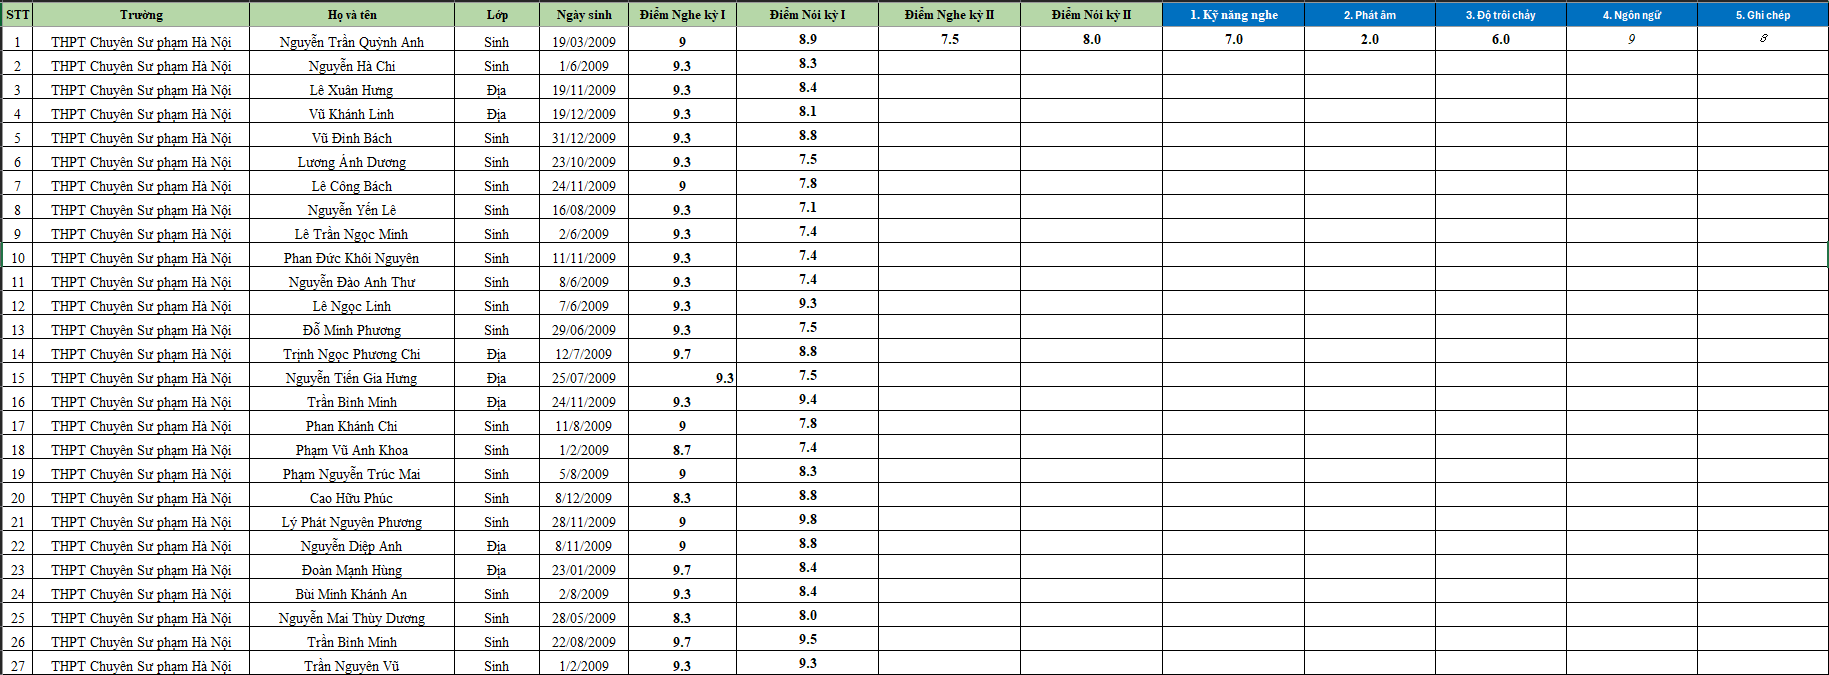 STT Trường Họ và tên Lớp Ngày sinh Điểm Nghe kỳ I Điểm Nói kỳ I Điểm Nghe kỳ II Điểm Nói kỳ II 1. Kỹ năng nghe 2. Phát âm 3. Độ trôi chảy 4. Ngôn ngữ 5. Ghi chép
1 THPT Chuyên Sư phạm Hà Nội Nguyễn Trần Quỳnh Anh Sinh 19/03/2009 9 8.9 7.5 8.0 7.0 2.0 6.0 9 8
2 THPT Chuyên Sư phạm Hà Nội Nguyễn Hà Chi Sinh 1/6/2009 9.3 8.3
3 THPT Chuyên Sư phạm Hà Nội Lê Xuân Hưng Địa 19/11/2009 9.3 8.4
4 THPT Chuyên Sư phạm Hà Nội Vũ Khánh Linh Địa 19/12/2009 9.3 8.1
5 THPT Chuyên Sư phạm Hà Nội Vũ Đình Bách Sinh 31/12/2009 9.3 8.8
6 THPT Chuyên Sư phạm Hà Nội Lương Ánh Dương Sinh 23/10/2009 9.3 7.5
7 THPT Chuyên Sư phạm Hà Nội Lê Công Bách Sinh 24/11/2009 9 7.8
8 THPT Chuyên Sư phạm Hà Nội Nguyễn Yến Lê Sinh 16/08/2009 9.3 7.1
9 THPT Chuyên Sư phạm Hà Nội Lê Trần Ngọc Minh Sinh 2/6/2009 9.3 7.4
10 THPT Chuyên Sư phạm Hà Nội Phan Đức Khôi Nguyên Sinh 11/11/2009 9.3 7.4
11 THPT Chuyên Sư phạm Hà Nội Nguyễn Đào Anh Thư Sinh 8/6/2009 9.3 7.4
12 THPT Chuyên Sư phạm Hà Nội Lê Ngọc Linh Sinh 7/6/2009 9.3 9.3
13 THPT Chuyên Sư phạm Hà Nội Đỗ Minh Phương Sinh 29/06/2009 9.3 7.5
14 THPT Chuyên Sư phạm Hà Nội Trịnh Ngọc Phương Chi Địa 12/7/2009 9.7 8.8
15 THPT Chuyên Sư phạm Hà Nội Nguyễn Tiến Gia Hưng Địa 25/07/2009 9.3 7.5
16 THPT Chuyên Sư phạm Hà Nội Trần Bình Minh Địa 24/11/2009 9.3 9.4
17 THPT Chuyên Sư phạm Hà Nội Phan Khánh Chi Sinh 11/8/2009 9 7.8
18 THPT Chuyên Sư phạm Hà Nội Phạm Vũ Anh Khoa Sinh 1/2/2009 8.7 7.4
19 THPT Chuyên Sư phạm Hà Nội Phạm Nguyễn Trúc Mai Sinh 5/8/2009 9 8.3
20 THPT Chuyên Sư phạm Hà Nội Cao Hữu Phúc Sinh 8/12/2009 8.3 8.8
21 THPT Chuyên Sư phạm Hà Nội Lý Phát Nguyên Phương Sinh 28/11/2009 9 9.8
22 THPT Chuyên Sư phạm Hà Nội Nguyễn Diệp Anh Địa 8/11/2009 9 8.8
23 THPT Chuyên Sư phạm Hà Nội Đoàn Mạnh Hùng Địa 23/01/2009 9.7 8.4
24 THPT Chuyên Sư phạm Hà Nội Bùi Minh Khánh An Sinh 2/8/2009 9.3 8.4
25 THPT Chuyên Sư phạm Hà Nội Nguyễn Mai Thùy Dương Sinh 28/05/2009 8.3 8.0
26 THPT Chuyên Sư phạm Hà Nội Trần Bình Minh Sinh 22/08/2009 9.7 9.5
27 THPT Chuyên Sư phạm Hà Nội Trần Nguyên Vũ Sinh 1/2/2009 9.3 9.3